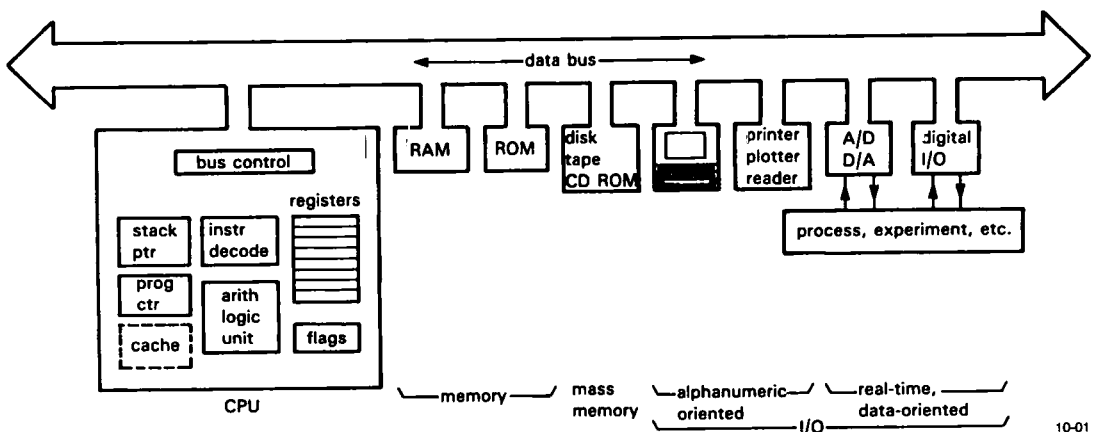 data bus
bus control
registers
stack
ptr
instr
decode
prog
ctr
arith
logic
unit
cache
flags
CPU
RAM
ROM
disk
tape
CD ROM
printer
plotter
reader
A/D
D/A
digital
I/O
process, experiment, etc.
memory
mass
memory
alphanumeric
oriented
real-time,
data-oriented
I/O
10-01